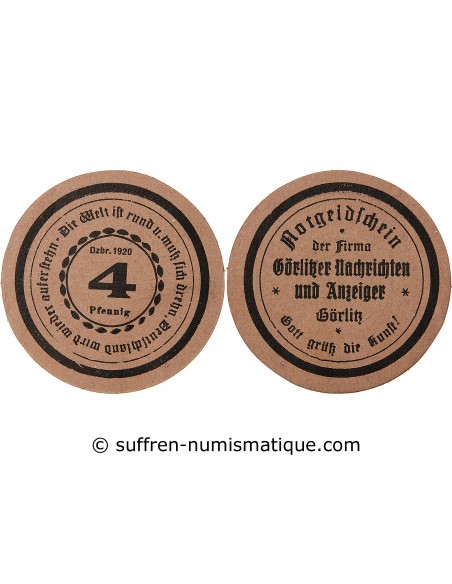 Die Welt ist rund u. muß sich drehn, Deutschland wird wieder auferstehn ·
Dzbr. 1920
4
Pfennig
Notgeldschein
der Firma
Görlitzer Nachrichten
* und Anzeiger *
Görlitz
*
Gott grüß die Kunst!
© suffren-numismatique.com